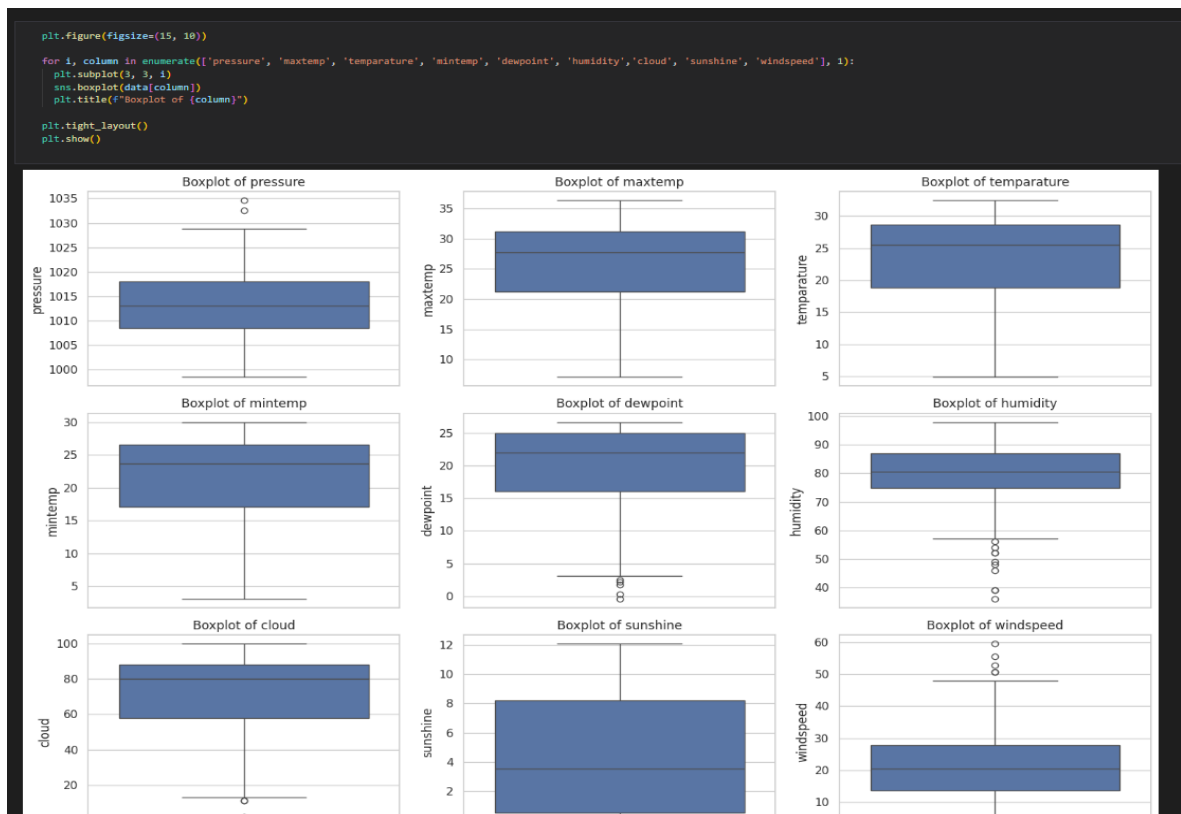 plt.figure(figsize=(15, 10))
for i, column in enumerate(['pressure', 'maxtemp', 'temparature', 'mintemp', 'dewpoint', 'humidity','cloud', 'sunshine', 'windspeed'], 1):
plt.subplot(3, 3, i)
sns.boxplot(data[column])
plt.title(f"Boxplot of {column}")
plt.tight_layout()
plt.show()
Boxplot of pressure
1035
1030
1025
1020
1015
1010
1005
1000
pressure
Boxplot of maxtemp
35
30
25
20
15
10
maxtemp
Boxplot of temparature
30
25
20
15
10
5
temparature
Boxplot of mintemp
30
25
20
15
10
5
mintemp
Boxplot of dewpoint
25
20
15
10
5
0
dewpoint
Boxplot of humidity
100
90
80
70
60
50
40
humidity
Boxplot of cloud
100
80
60
40
20
cloud
Boxplot of sunshine
12
10
8
6
4
2
sunshine
Boxplot of windspeed
60
50
40
30
20
10
windspeed